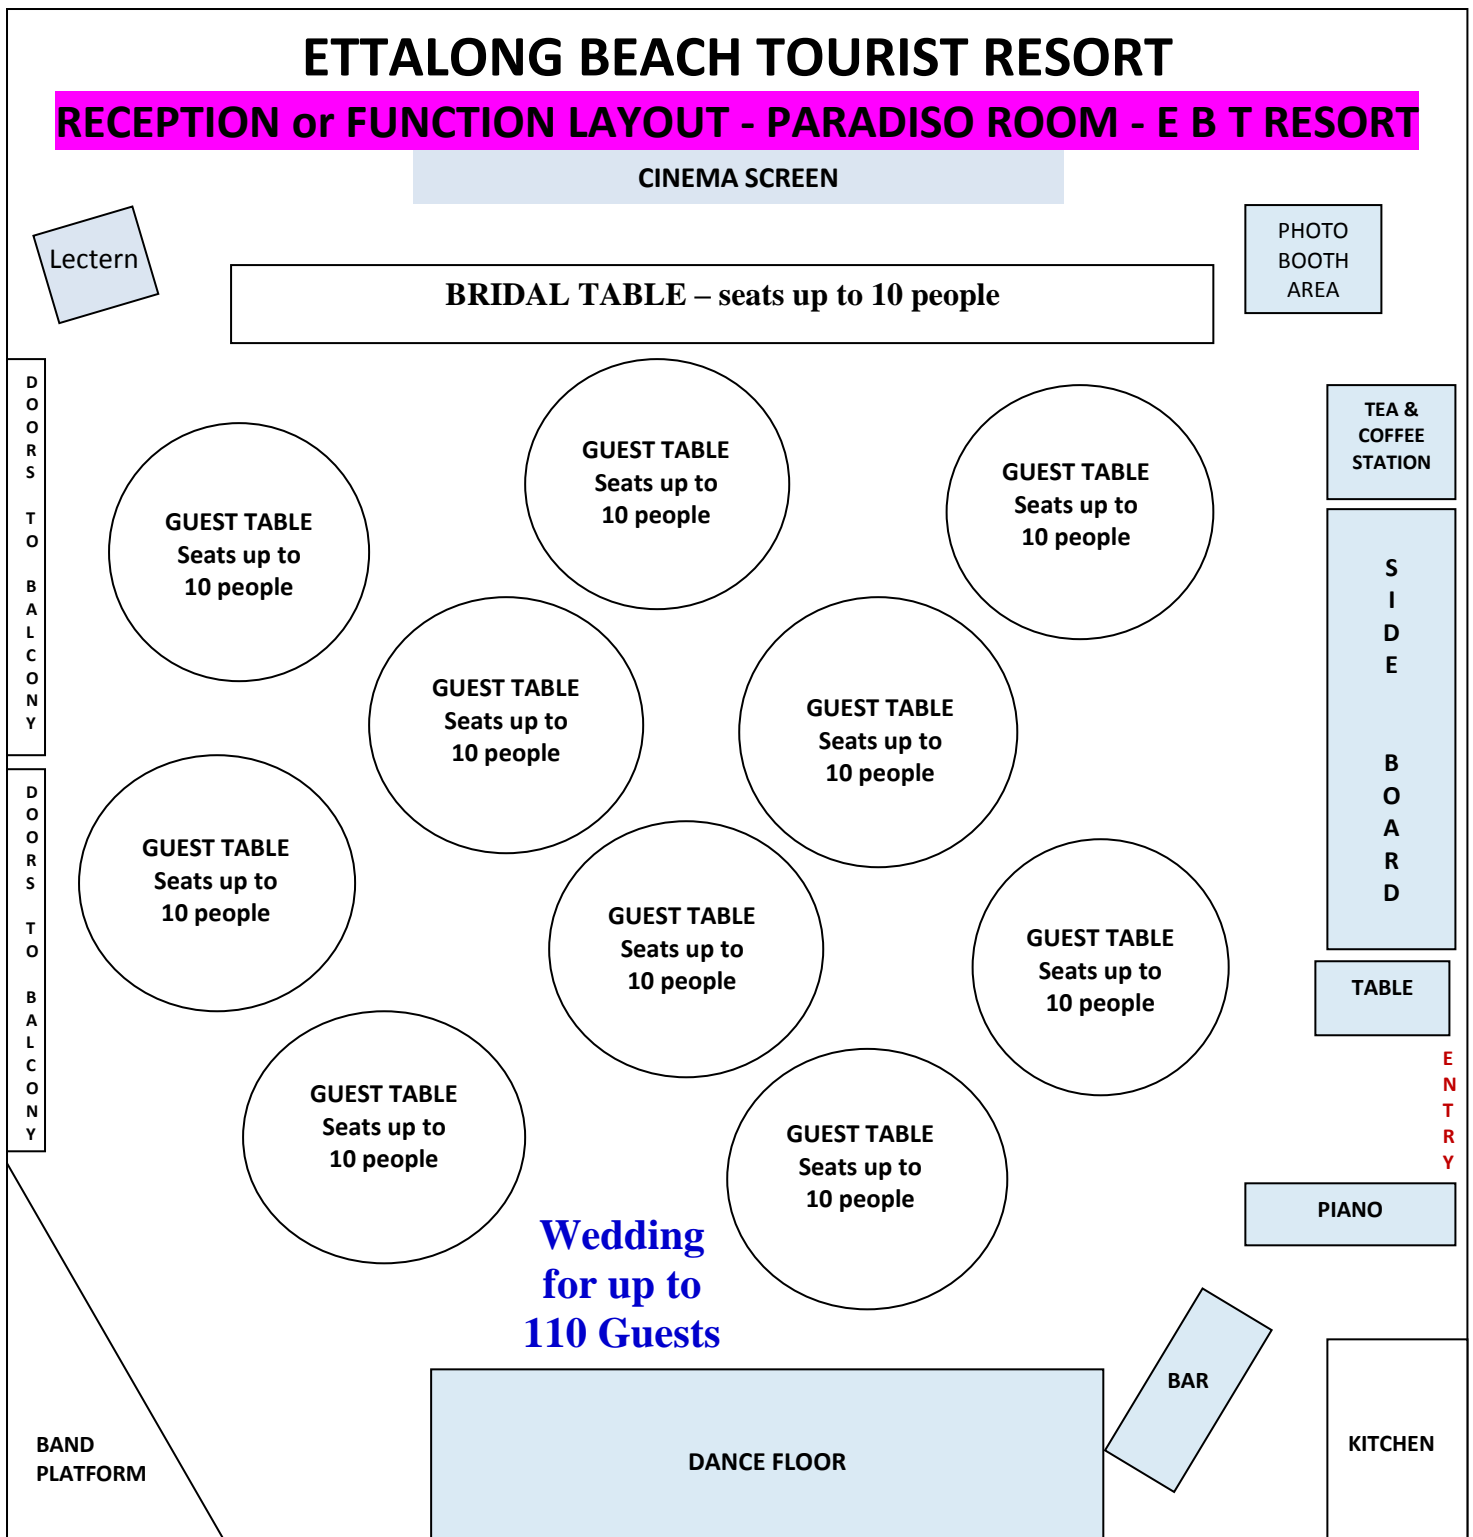 ETTALONG BEACH TOURIST RESORT
RECEPTION or FUNCTION LAYOUT - PARADISO ROOM - E B T RESORT
CINEMA SCREEN
Lectern
PHOTO
BOOTH
AREA
BRIDAL TABLE – seats up to 10 people
DOORS TO BALCONY
GUEST TABLE
Seats up to
10 people
GUEST TABLE
Seats up to
10 people
GUEST TABLE
Seats up to
10 people
TEA &
COFFEE
STATION
SIDE BOARD
GUEST TABLE
Seats up to
10 people
GUEST TABLE
Seats up to
10 people
DOORS TO BALCONY
GUEST TABLE
Seats up to
10 people
GUEST TABLE
Seats up to
10 people
GUEST TABLE
Seats up to
10 people
TABLE
ENTRY
GUEST TABLE
Seats up to
10 people
GUEST TABLE
Seats up to
10 people
PIANO
Wedding
for up to
110 Guests
BAR
BAND
PLATFORM
DANCE FLOOR
KITCHEN